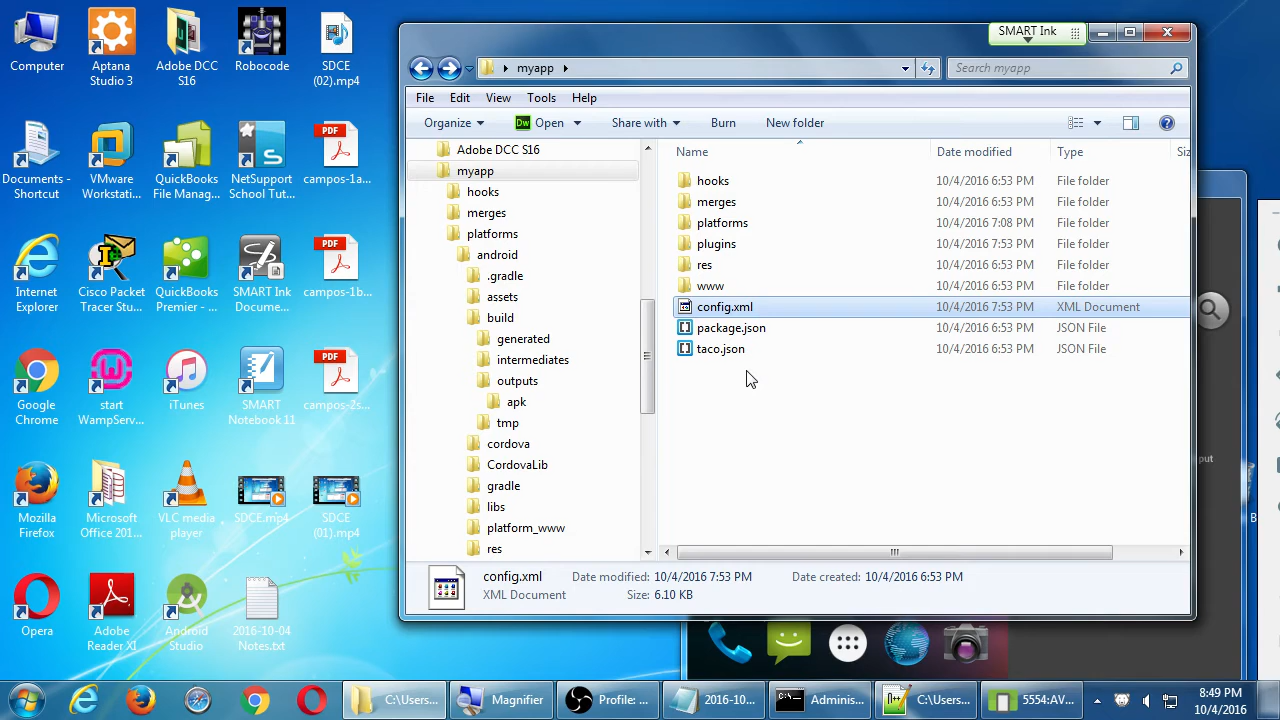 Computer
Aptana
Studio 3
Adobe DCC
S16
Robocode
SDCE
(02).mp4
Documents -
Shortcut
VMware
Workstati...
QuickBooks
File Manag...
NetSupport
School Tut...
PDF
campos-1a...
Internet
Explorer
Cisco Packet
Tracer Stu...
QuickBooks
Premier - ...
SMART Ink
Docume...
PDF
campos-1b...
Google
Chrome
start
WampServ...
iTunes
SMART
Notebook 11
PDF
campos-2s...
Mozilla
Firefox
Microsoft
Office 201...
VLC media
player
SDCE.mp4
SDCE
(01).mp4
Opera
Adobe
Reader XI
Android
Studio
2016-10-04
Notes.txt
SMART Ink
myapp
Search myapp
File Edit View Tools Help
Organize Dw Open Share with Burn New folder
Adobe DCC S16
myapp
hooks
merges
platforms
android
.gradle
assets
build
generated
intermediates
outputs
apk
tmp
cordova
CordovaLib
gradle
libs
platform_www
res
Name Date modified Type Siz
hooks 10/4/2016 6:53 PM File folder
merges 10/4/2016 6:53 PM File folder
platforms 10/4/2016 7:08 PM File folder
plugins 10/4/2016 7:53 PM File folder
res 10/4/2016 6:53 PM File folder
www 10/4/2016 6:53 PM File folder
config.xml 10/4/2016 7:53 PM XML Document
package.json 10/4/2016 6:53 PM JSON File
taco.json 10/4/2016 6:53 PM JSON File
config.xml Date modified: 10/4/2016 7:53 PM Date created: 10/4/2016 6:53 PM
XML Document Size: 6.10 KB
put
B
C:\Users... Magnifier Profile: ... 2016-10... Adminis... C:\Users... 5554:AV...
8:49 PM
10/4/2016